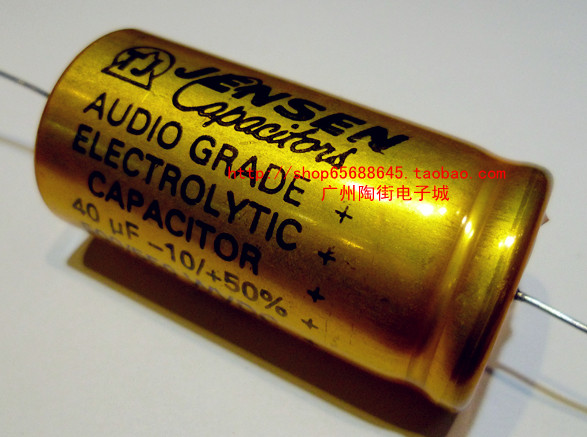 TJ JENSEN
Capacitors
AUDIO GRADE
ELECTROLYTIC +
CAPACITOR +
40 µF -10/+50% +
+
http://shop65688645.taobao.com
广州陶街电子城